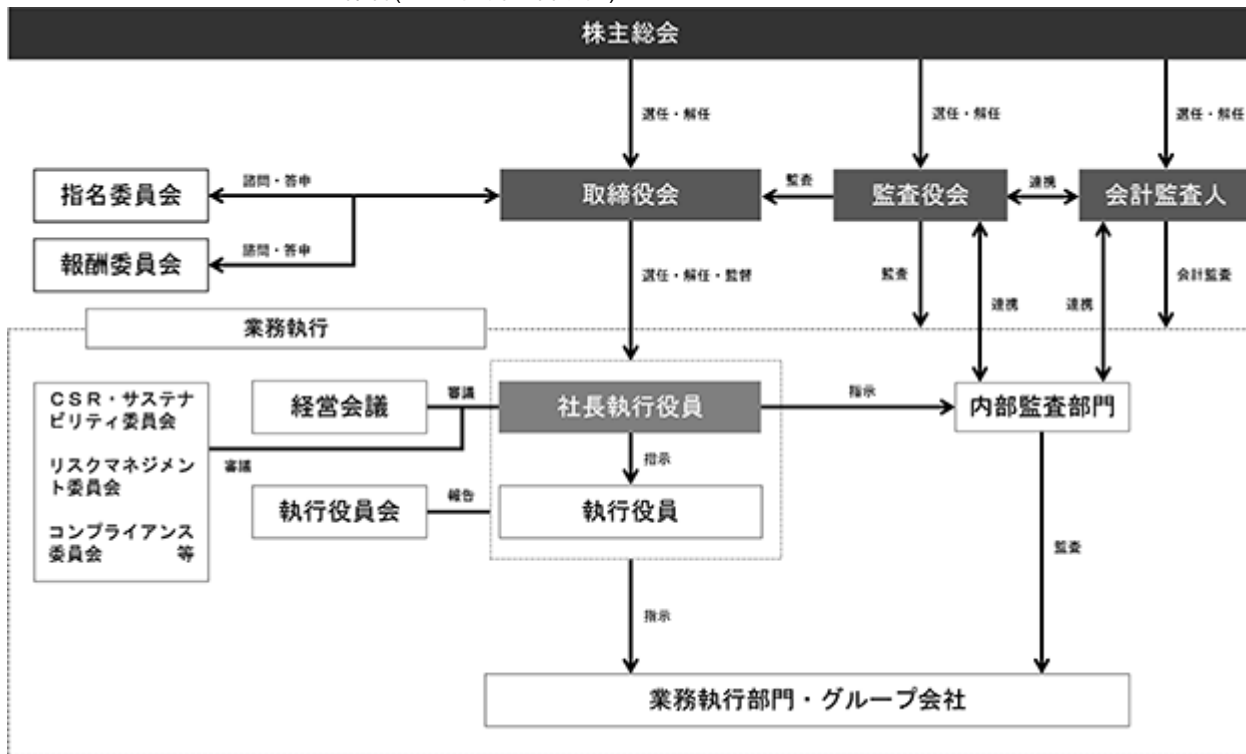 株主総会
選任・解任
選任・解任
選任・解任
指名委員会
諮問・答申
取締役会
監査
監査役会
連携
会計監査人
報酬委員会
諮問・答申
選任・解任・監督
監査
会計監査
連携
連携
業務執行
CSR・サステナ
ビリティ委員会
リスクマネジメン
ト委員会
コンプライアンス
委員会 等
経営会議
審議
社長執行役員
指示
内部監査部門
審議
指示
執行役員会
報告
執行役員
監査
指示
業務執行部門・グループ会社